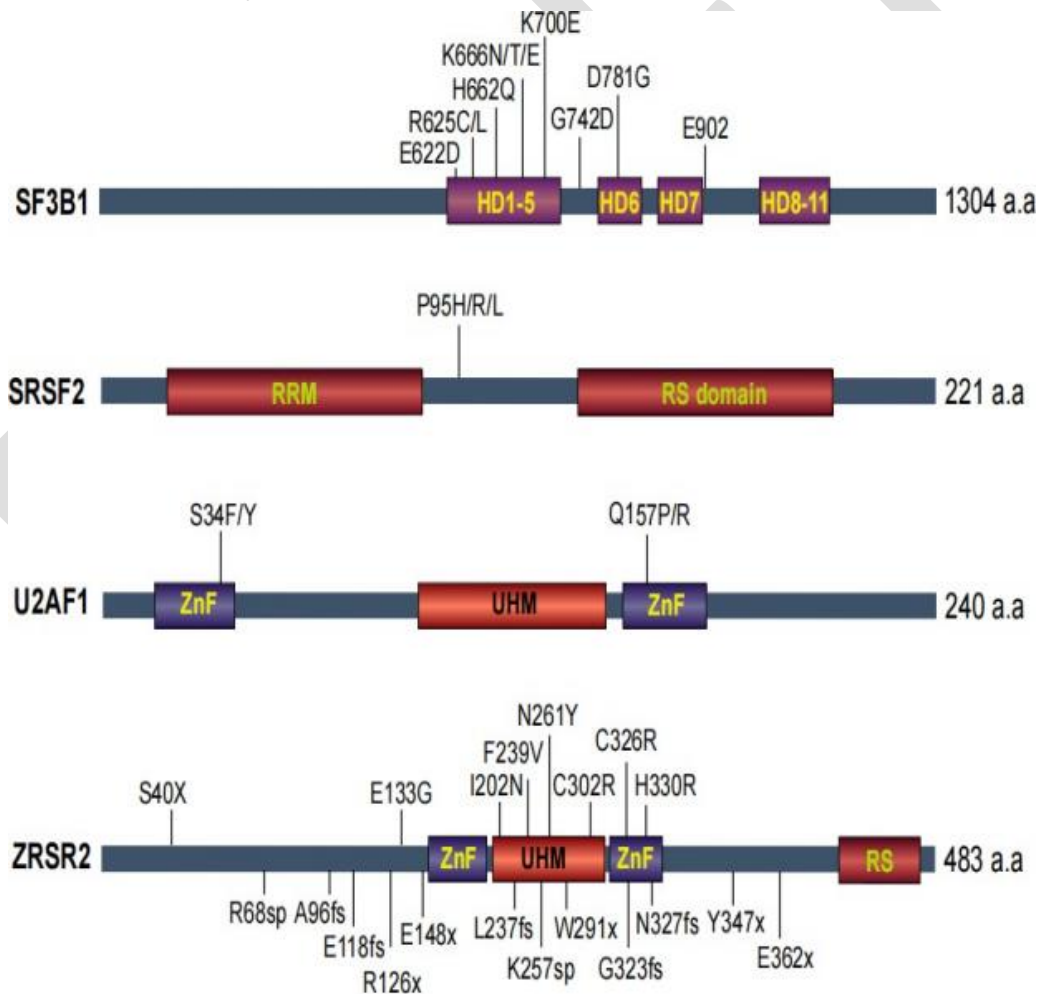 K700E
K666N/T/E
H662Q
D781G
R625C/L
G742D
E902
E622D
SF3B1 HD1-5 HD6 HD7 HD8-11 1304 a.a
P95H/R/L
SRSF2 RRM RS domain 221 a.a
S34F/Y Q157P/R
U2AF1 ZnF UHM ZnF 240 a.a
N261Y
F239V C326R
S40X E133G I202N C302R H330R
ZRSR2 ZnF UHM ZnF RS 483 a.a
R68sp A96fs E118fs R126x E148x L237fs K257sp W291x G323fs N327fs Y347x E362x